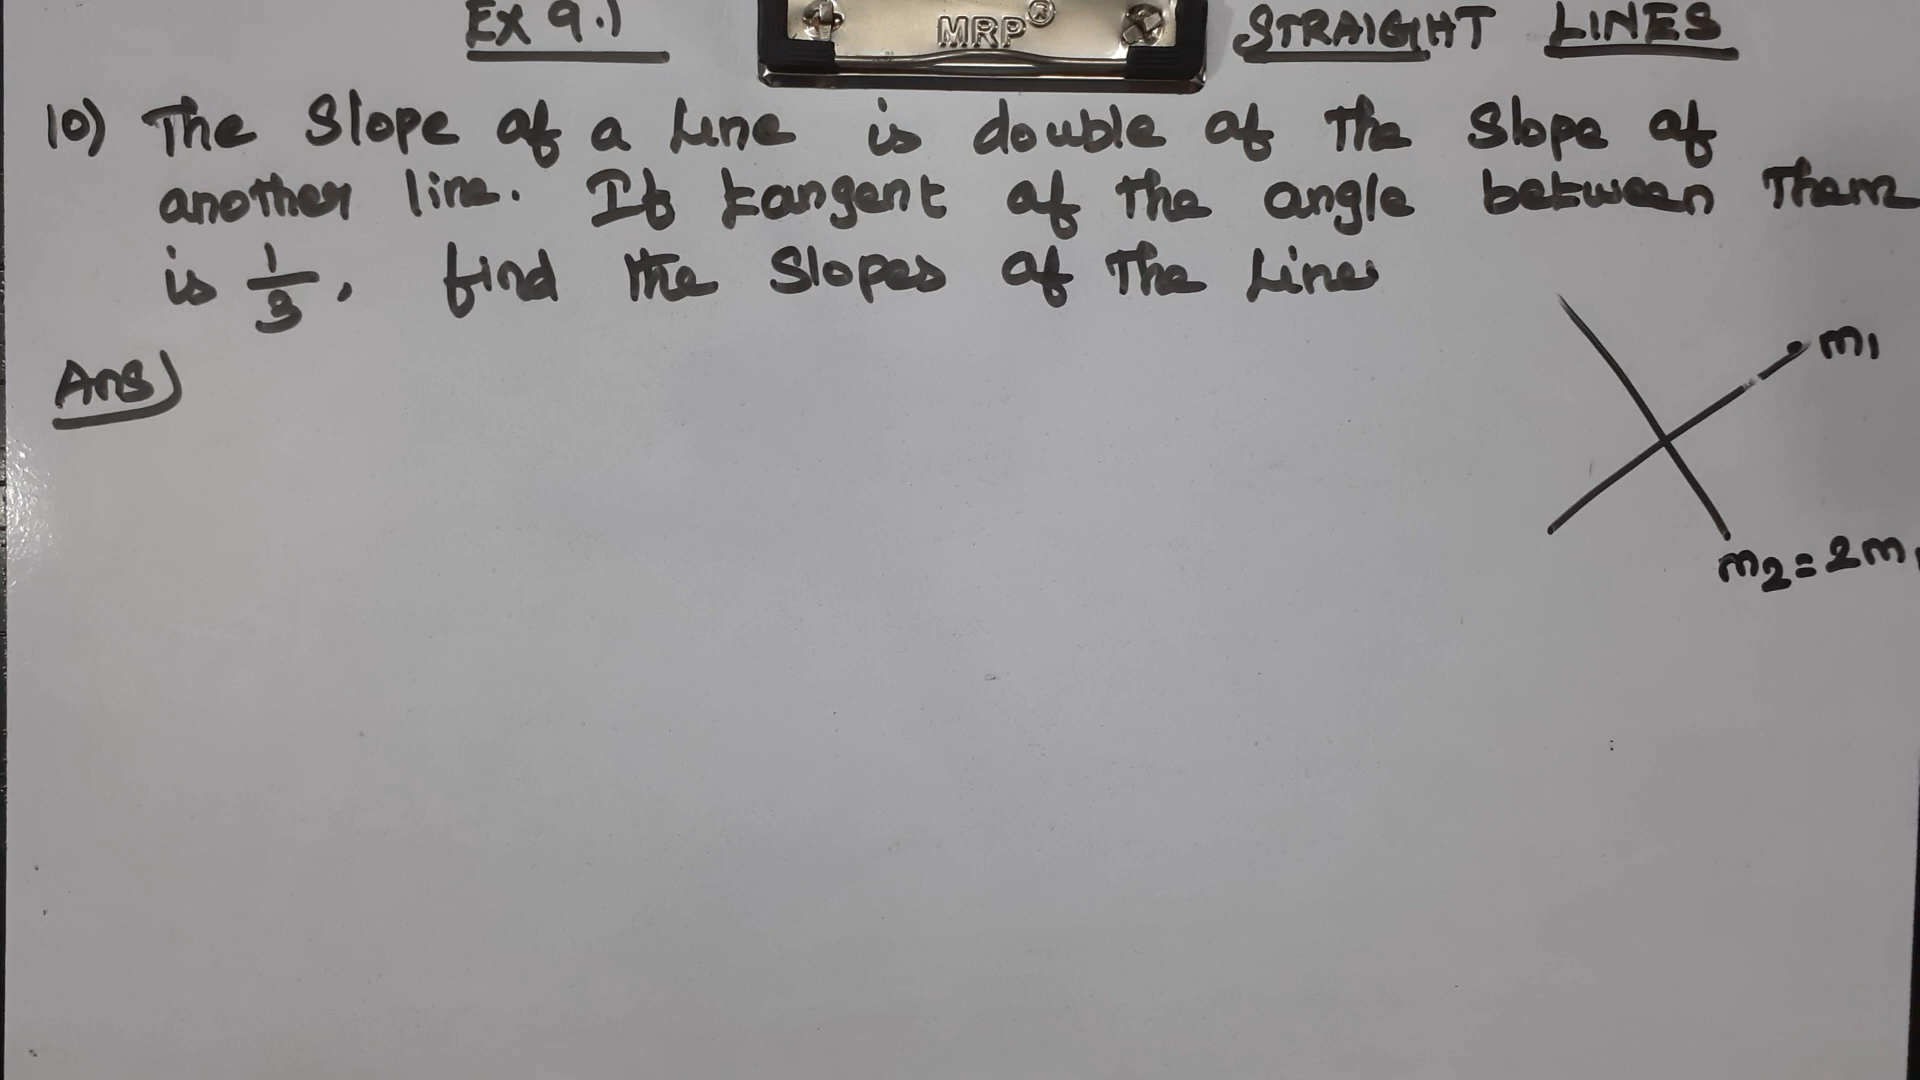 Ex 9.1
MRP®
STRAIGHT LINES
10) The Slope of a Line is double of the Slope of
another line. If tangent of the angle between Them
is 1/3, find the Slopes of The Lines
Ans)
m1
m2 = 2m1